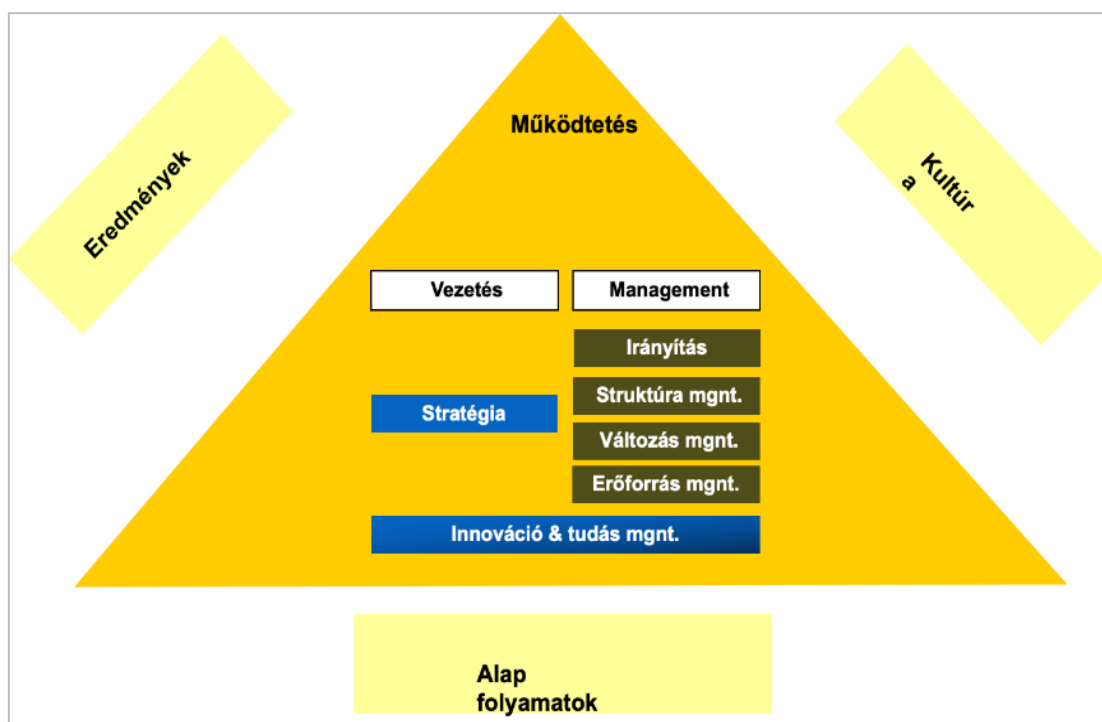 Működtetés
Eredmények
Kultúr
a
Vezetés
Management
Irányítás
Struktúra mgnt.
Stratégia
Változás mgnt.
Erőforrás mgnt.
Innováció & tudás mgnt.
Alap
folyamatok